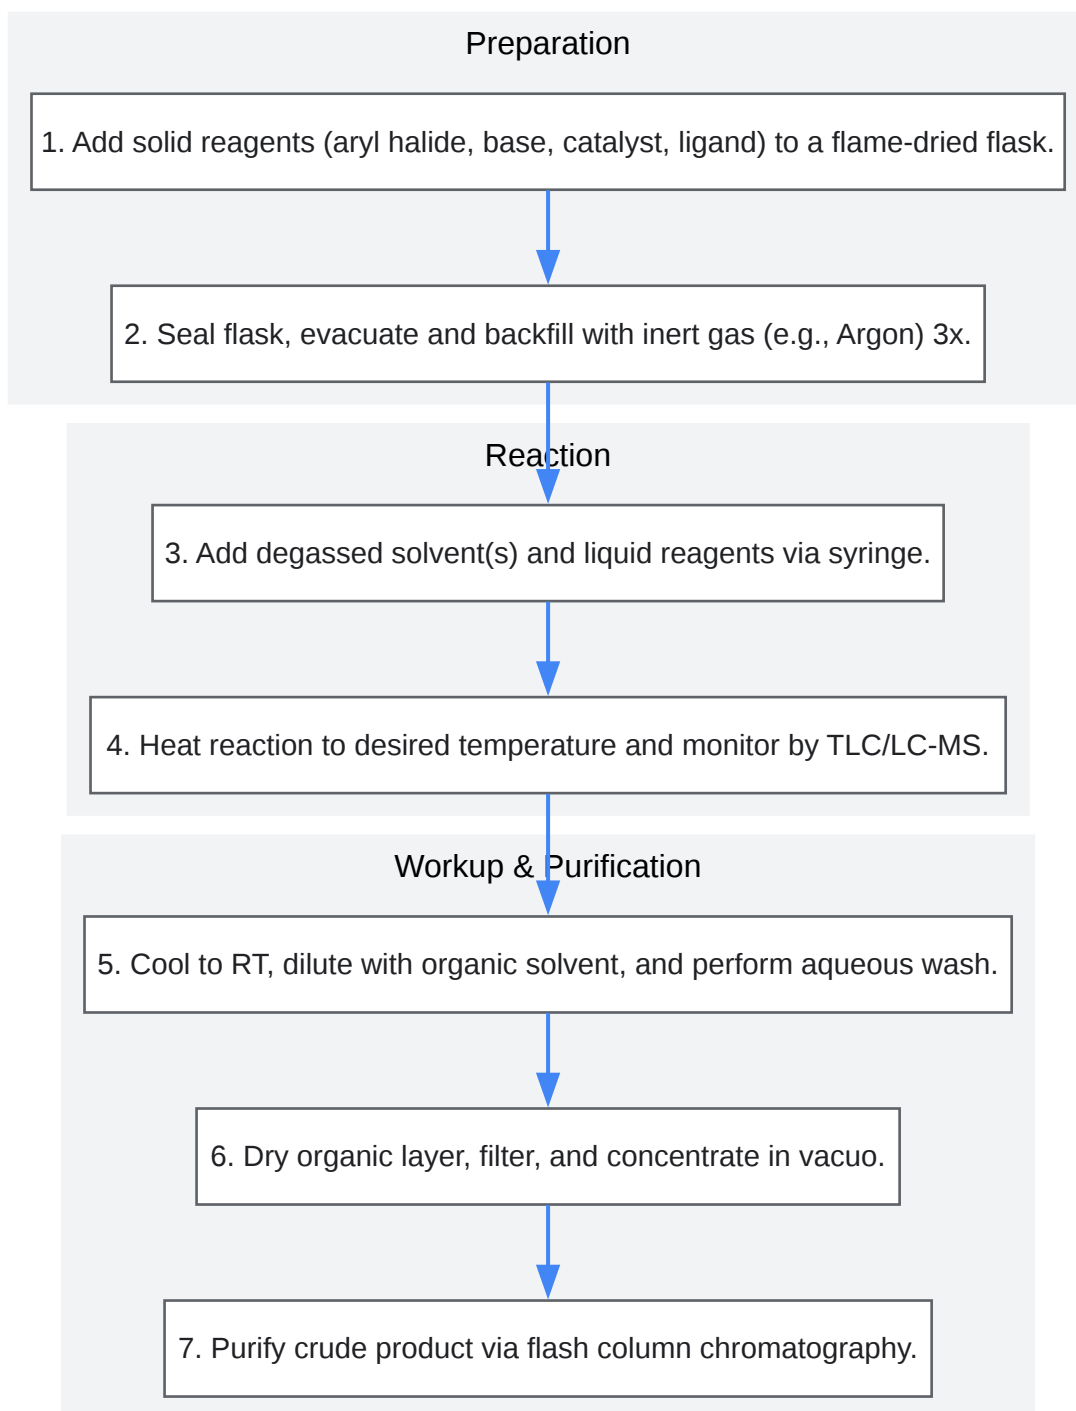 Preparation
1. Add solid reagents (aryl halide, base, catalyst, ligand) to a flame-dried flask.
2. Seal flask, evacuate and backfill with inert gas (e.g., Argon) 3x.
Reaction
3. Add degassed solvent(s) and liquid reagents via syringe.
4. Heat reaction to desired temperature and monitor by TLC/LC-MS.
Workup & Purification
5. Cool to RT, dilute with organic solvent, and perform aqueous wash.
6. Dry organic layer, filter, and concentrate in vacuo.
7. Purify crude product via flash column chromatography.